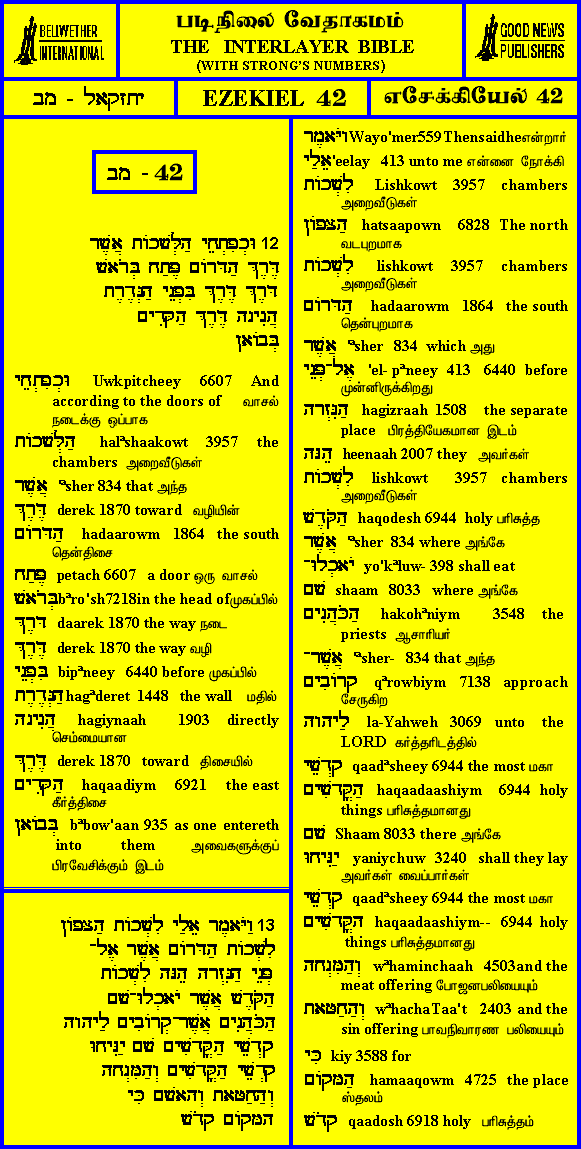 BELLWETHER
INTERNATIONAL
படிநிலை வேதாகமம்
THE INTERLAYER BIBLE
(WITH STRONG'S NUMBERS)
GOOD NEWS
PUBLISHERS
יחזקאל - מב
EZEKIEL 42
எசேக்கியேல் 42
מב - 42
12 וּכְפִתְחֵי הַלְּשָׁכוֹת אֲשֶׁר
דֶּרֶךְ הַדָּרוֹם פֶּתַח בְּרֹאשׁ
דָּרֶךְ דֶּרֶךְ בִּפְנֵי הַגְּדֶרֶת
הֲגִינָה דֶּרֶךְ הַקָּדִים
בְּבוֹאָן
וּכְפִתְחֵי Uwkpitcheey 6607 And
according to the doors of வாசல்
நடைக்கு ஒப்பாக
הַלְּשָׁכוֹת halªshaakowt 3957 the
chambers அறைவீடுகள்
אֲשֶׁר ªsher 834 that அந்த
דֶּרֶךְ derek 1870 toward வழியின்
הַדָּרוֹם hadaarowm 1864 the south
தென்திசை
פֶּתַח petach 6607 a door ஒரு வாசல்
בְּרֹאשׁ bªro'sh7218in the head ofமுகப்பில்
דָּרֶךְ daarek 1870 the way நடை
דֶּרֶךְ derek 1870 the way வழி
בִּפְנֵי bipªneey 6440 before முகப்பில்
הַגְּדֶרֶת hagªderet 1448 the wall மதில்
הֲגִינָה hagiynaah 1903 directly
செம்மையான
דֶּרֶךְ derek 1870 toward திசையில்
הַקָּדִים haqaadiym 6921 the east
கீர்த்திசை
בְּבוֹאָן bªbow'aan 935 as one entereth
into them அவைகளுக்குப்
பிரவேசிக்கும் இடம்
13 וַיֹּאמֶר אֵלַי לִשְׁכוֹת הַצָּפוֹן
לִשְׁכוֹת הַדָּרוֹם אֲשֶׁר אֶל־
פְּנֵי הַגִּזְרָה הֵנָּה לִשְׁכוֹת
הַקֹּדֶשׁ אֲשֶׁר יֹאכְלוּ־שָׁם
הַכֹּהֲנִים אֲשֶׁר־קְרוֹבִים לַיהוה
קָדְשֵׁי הַקֳּדָשִׁים שָׁם יַנִּיחוּ
קָדְשֵׁי הַקֳּדָשִׁים וְהַמִּנְחָה
וְהַחַטָּאת וְהָאָשָׁם כִּי
הַמָּקוֹם קָדֹשׁ
וַיֹּאמֶר Wayo'mer559 Thensaidheஎன்றார்
אֵלַי 'eelay 413 unto me என்னை நோக்கி
לִשְׁכוֹת Lishkowt 3957 chambers
அறைவீடுகள்
הַצָּפוֹן hatsaapown 6828 The north
வடபுறமாக
לִשְׁכוֹת lishkowt 3957 chambers
அறைவீடுகள்
הַדָּרוֹם hadaarowm 1864 the south
தென்புறமாக
אֲשֶׁר ªsher 834 which அது
אֶל־פְּנֵי 'el- pªneey 413 6440 before
முன்னிருக்கிறது
הַגִּזְרָה hagizraah 1508 the separate
place பிரத்தியேகமான இடம்
הֵנָּה heenaah 2007 they அவர்கள்
לִשְׁכוֹת lishkowt 3957 chambers
அறைவீடுகள்
הַקֹּדֶשׁ haqodesh 6944 holy பரிசுத்த
אֲשֶׁר ªsher 834 where அங்கே
יֹאכְלוּ־ yo'kªluw- 398 shall eat
שָׁם shaam 8033 where அங்கே
הַכֹּהֲנִים hakohªniym 3548 the
priests ஆசாரியர்
אֲשֶׁר־ ªsher- 834 that அந்த
קְרוֹבִים qªrowbiym 7138 approach
சேருகிற
לַיהוה la-Yahweh 3069 unto the
LORD கர்த்தரிடத்தில்
קָדְשֵׁי qaadªsheey 6944 the most மகா
הַקֳּדָשִׁים haqaadaashiym 6944 holy
things பரிசுத்தமானது
שָׁם Shaam 8033 there அங்கே
יַנִּיחוּ yaniychuw 3240 shall they lay
அவர்கள் வைப்பார்கள்
קָדְשֵׁי qaadªsheey 6944 the most மகா
הַקֳּדָשִׁים haqaadaashiym-- 6944 holy
things பரிசுத்தமானது
וְהַמִּנְחָה wªhaminchaah 4503and the
meat offering போஜனபலியையும்
וְהַחַטָּאת wªhachaTaa't 2403 and the
sin offering பாவநிவாரண பலியையும்
כִּי kiy 3588 for
הַמָּקוֹם hamaaqowm 4725 the place
ஸ்தலம்
קָדֹשׁ qaadosh 6918 holy பரிசுத்தம்